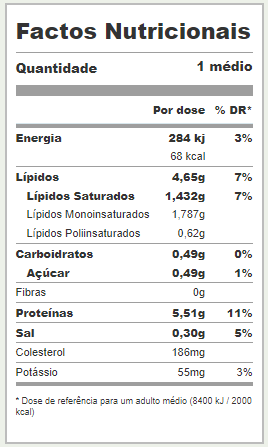 Factos Nutricionais
Quantidade 1 médio
Por dose % DR*
Energia 284 kj 3%
68 kcal
Lípidos 4,65g 7%
Lípidos Saturados 1,432g 7%
Lípidos Monoinsaturados 1,787g
Lípidos Poliinsaturados 0,62g
Carboidratos 0,49g 0%
Açúcar 0,49g 1%
Fibras 0g
Proteínas 5,51g 11%
Sal 0,30g 5%
Colesterol 186mg
Potássio 55mg 3%
* Dose de referência para um adulto médio (8400 kJ / 2000
kcal)